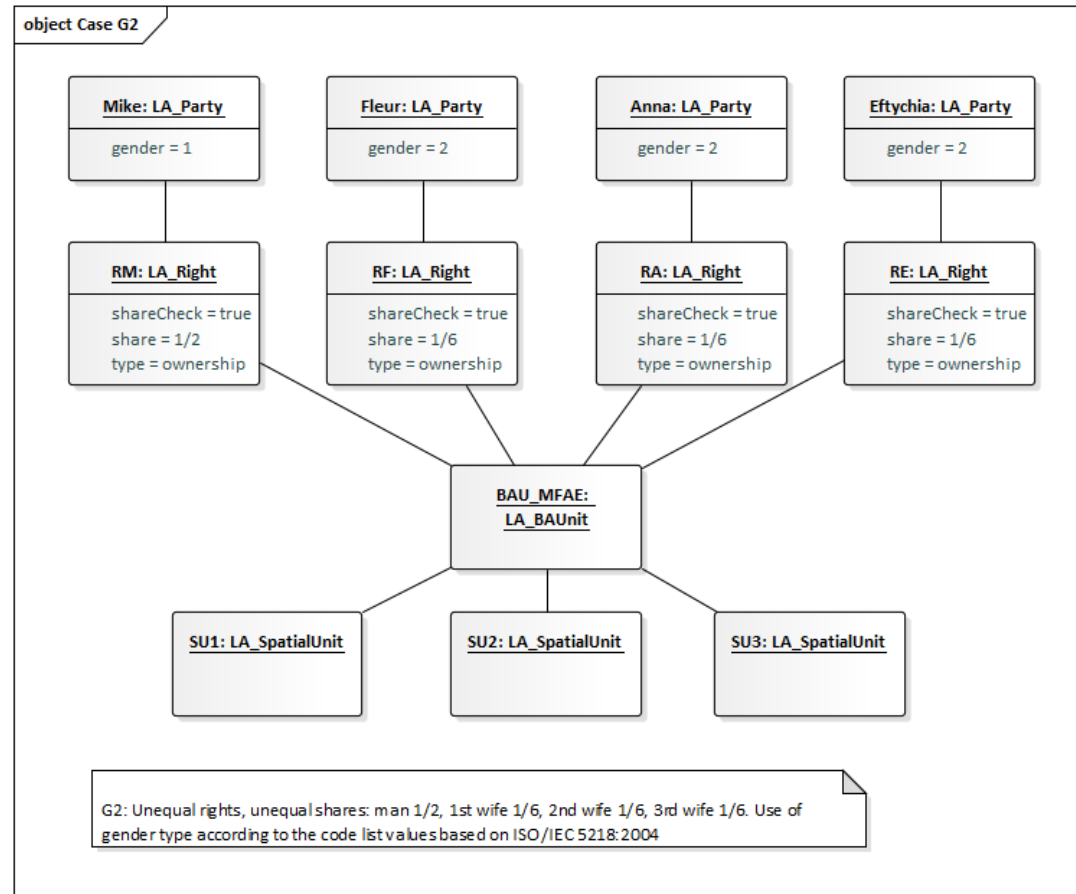 object Case G2
Mike: LA_Party
gender = 1
Fleur: LA_Party
gender = 2
Anna: LA_Party
gender = 2
Eftychia: LA_Party
gender = 2
RM: LA_Right
shareCheck = true
share = 1/2
type = ownership
RF: LA_Right
shareCheck = true
share = 1/6
type = ownership
RA: LA_Right
shareCheck = true
share = 1/6
type = ownership
RE: LA_Right
shareCheck = true
share = 1/6
type = ownership
BAU_MFAE:
LA_BAUnit
SU1: LA_SpatialUnit
SU2: LA_SpatialUnit
SU3: LA_SpatialUnit
G2: Unequal rights, unequal shares: man 1/2, 1st wife 1/6, 2nd wife 1/6, 3rd wife 1/6. Use of
gender type according to the code list values based on ISO/IEC 5218:2004